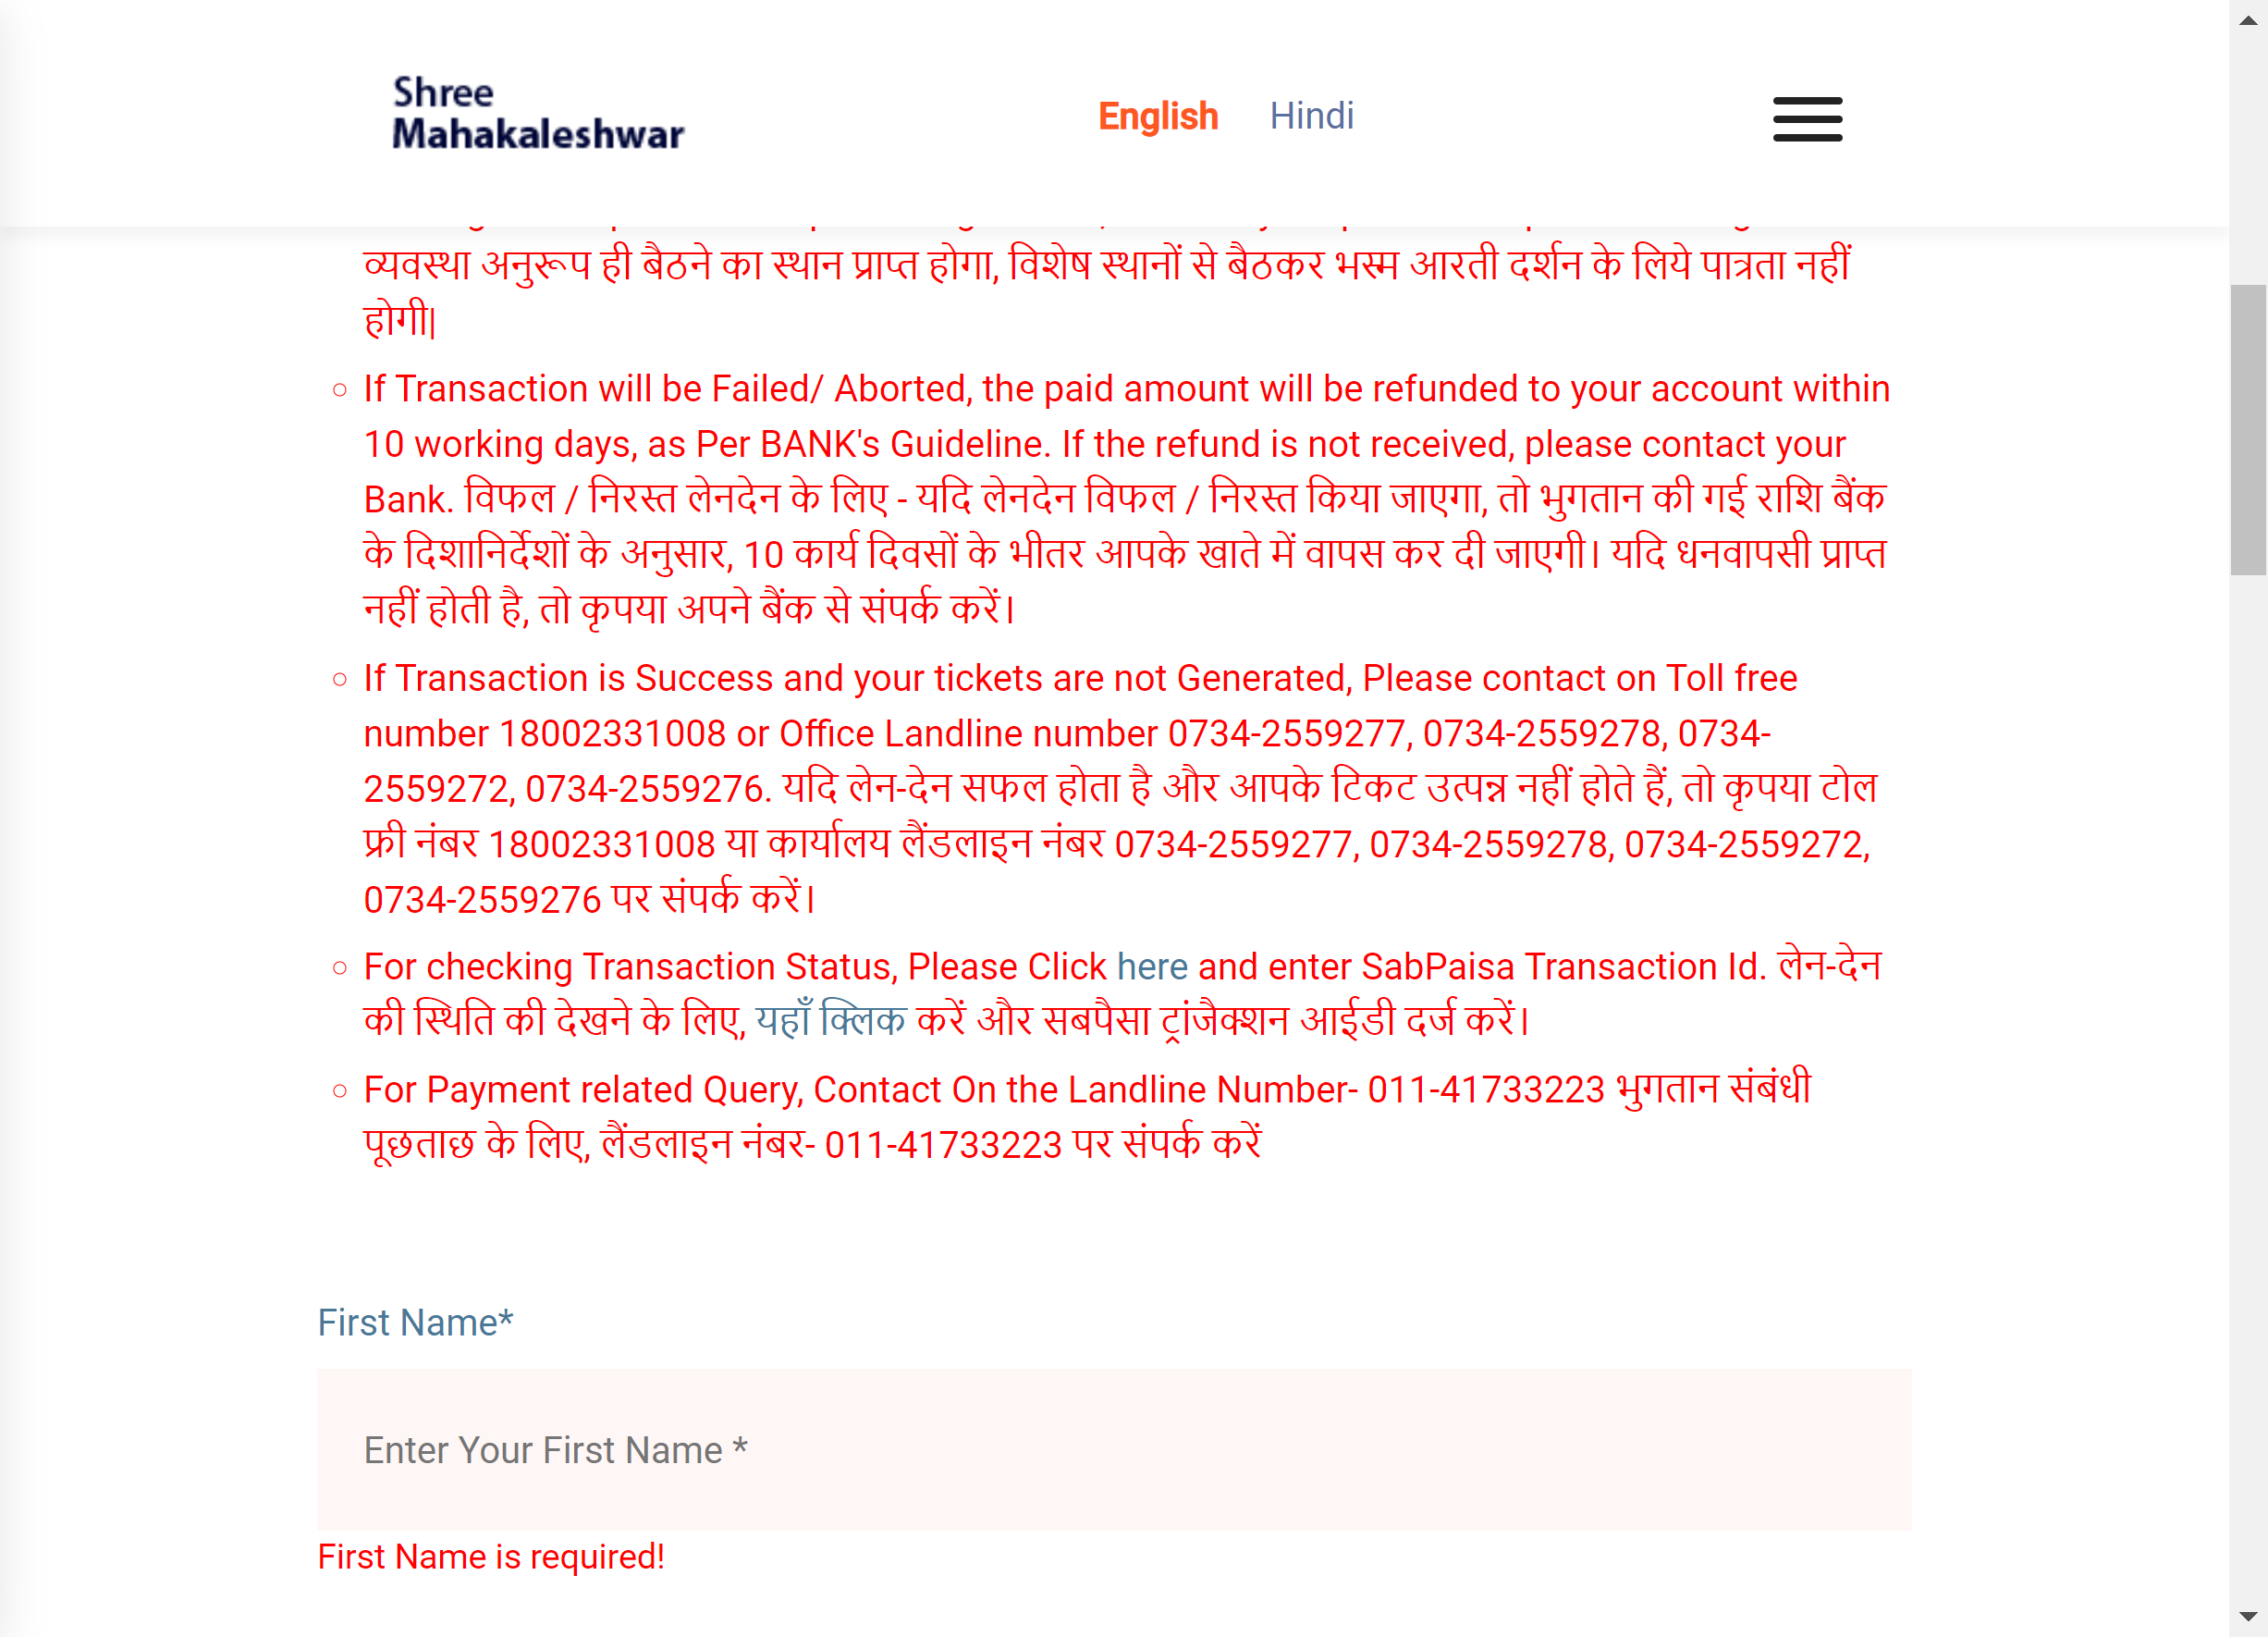 Shree
Mahakaleshwar
English Hindi
व्यवस्था अनुरूप ही बैठने का स्थान प्राप्त होगा, विशेष स्थानों से बैठकर भस्म आरती दर्शन के लिये पात्रता नहीं
होगी|
If Transaction will be Failed/ Aborted, the paid amount will be refunded to your account within
10 working days, as Per BANK's Guideline. If the refund is not received, please contact your
Bank. विफल / निरस्त लेनदेन के लिए - यदि लेनदेन विफल / निरस्त किया जाएगा, तो भुगतान की गई राशि बैंक
के दिशानिर्देशों के अनुसार, 10 कार्य दिवसों के भीतर आपके खाते में वापस कर दी जाएगी। यदि धनवापसी प्राप्त
नहीं होती है, तो कृपया अपने बैंक से संपर्क करें।
If Transaction is Success and your tickets are not Generated, Please contact on Toll free
number 18002331008 or Office Landline number 0734-2559277, 0734-2559278, 0734-
2559272, 0734-2559276. यदि लेन-देन सफल होता है और आपके टिकट उत्पन्न नहीं होते हैं, तो कृपया टोल
फ्री नंबर 18002331008 या कार्यालय लैंडलाइन नंबर 0734-2559277, 0734-2559278, 0734-2559272,
0734-2559276 पर संपर्क करें।
For checking Transaction Status, Please Click here and enter SabPaisa Transaction Id. लेन-देन
की स्थिति की देखने के लिए, यहाँ क्लिक करें और सबपैसा ट्रांजैक्शन आईडी दर्ज करें।
For Payment related Query, Contact On the Landline Number- 011-41733223 भुगतान संबंधी
पूछताछ के लिए, लैंडलाइन नंबर- 011-41733223 पर संपर्क करें
First Name*
Enter Your First Name *
First Name is required!